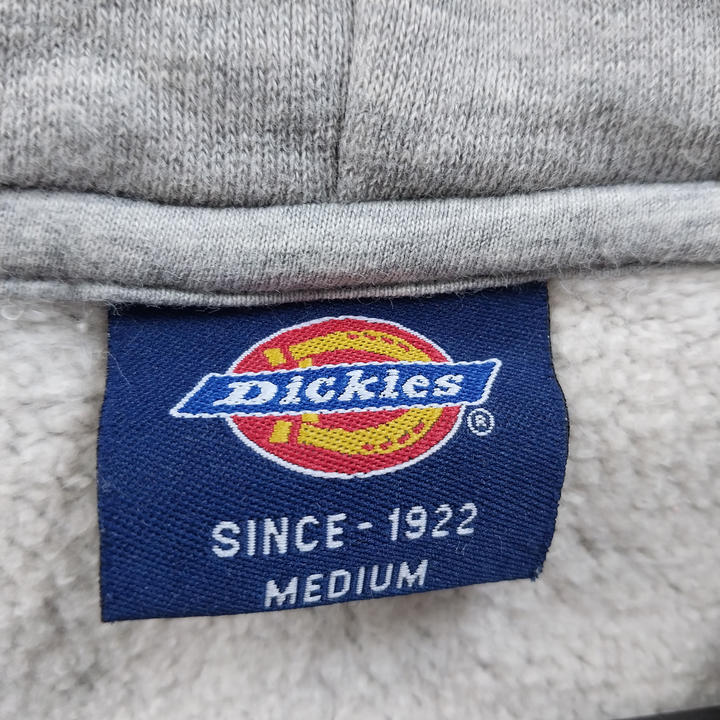 Dickies
®
SINCE - 1922
MEDIUM